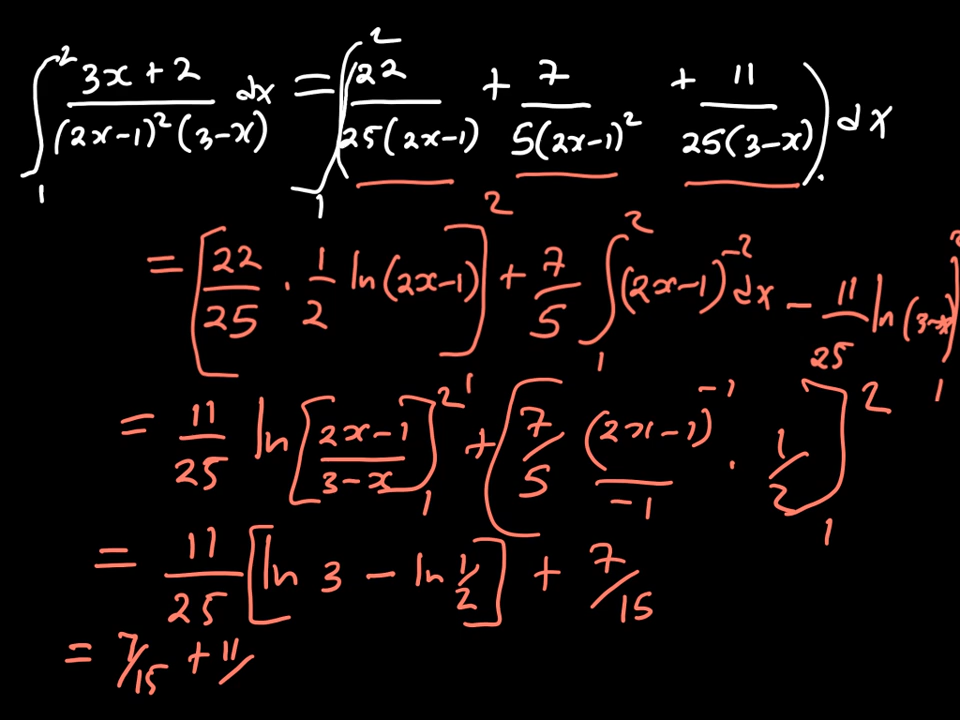 ∫₁² (3x+2)/((2x−1)²(3−x)) dx = ∫₁² (22/(25(2x−1)) + 7/(5(2x−1)²) + 11/(25(3−x))) dx
= [22/25 · 1/2 ln(2x−1)]₁² + 7/5 ∫₁² (2x−1)⁻² dx − 11/25 ln(3−x)]₁²
= 11/25 ln[(2x−1)/(3−x)]₁² + [7/5 (2x−1)⁻¹/−1 · 1/2]₁²
= 11/25 [ln 3 − ln 1/2] + 7/15
= 7/15 + 11/